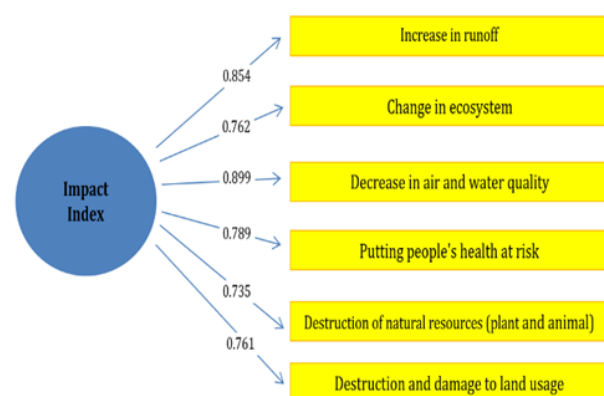 Increase in runoff
0.854
Change in ecosystem
0.762
0.899
Decrease in air and water quality
Impact
Index
0.789
Putting people's health at risk
0.735
Destruction of natural resources (plant and animal)
0.761
Destruction and damage to land usage